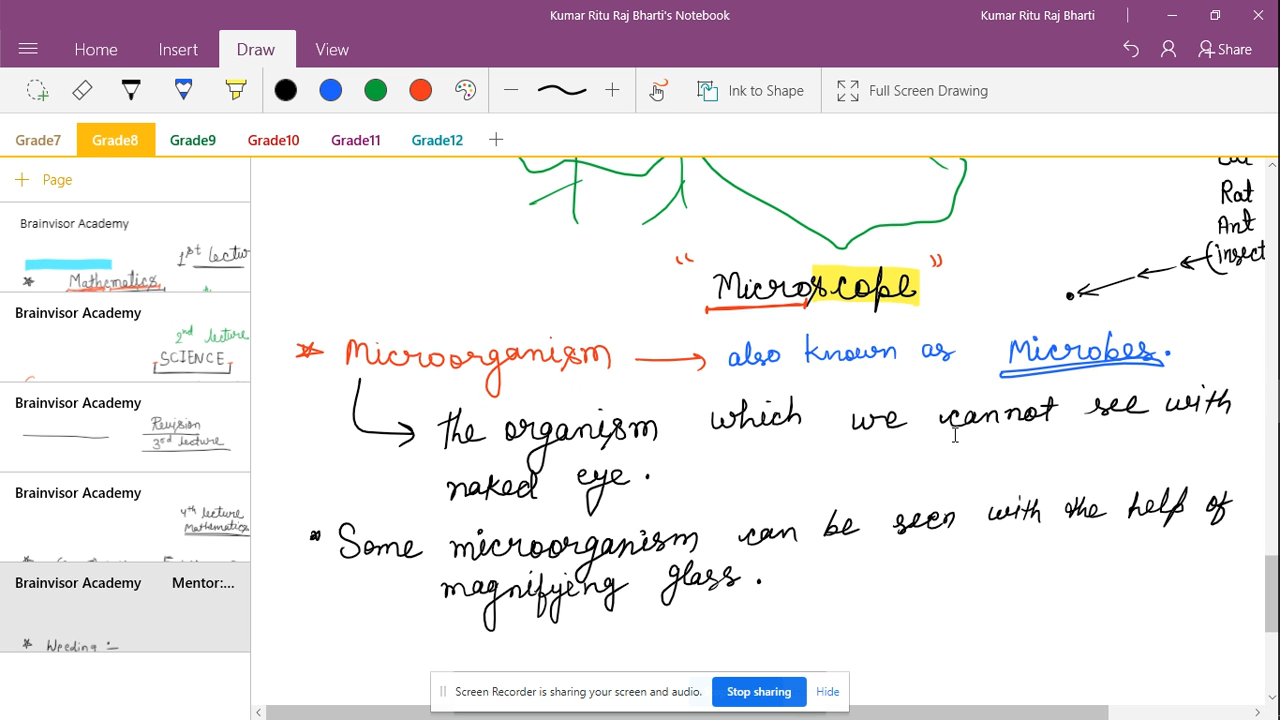 Kumar Ritu Raj Bharti's Notebook
Kumar Ritu Raj Bharti
Home Insert Draw View
Share
Ink to Shape
Full Screen Drawing
Grade7 Grade8 Grade9 Grade10 Grade11 Grade12
Page
Brainvisor Academy
1st lectur
* Mathematics
Brainvisor Academy
2nd lecture
SCIENCE
Brainvisor Academy
Revision
3rd lecture
Brainvisor Academy
4th lecture
Mathematics
Brainvisor Academy Mentor:...
* Weeding :-
Rat
Ant
(insect
"Microscope"
* Microorganism → also known as Microbes.
the organism which we cannot see with
naked eye.
* Some microorganism can be seen with the help of
magnifying glass.
Screen Recorder is sharing your screen and audio. Stop sharing Hide